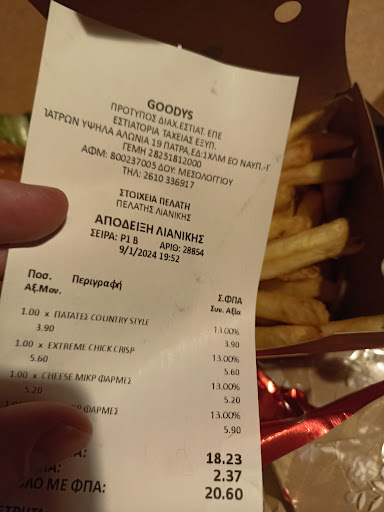 GOODYS
ΠΡΟΤΥΠΟΣ ΔΙΑΧ.ΕΣΤΙΑΤ. ΕΠΕ
ΕΣΤΙΑΤΟΡΙΑ ΤΑΧΕΙΑΣ ΕΞΥΠ.
ΠΑΤΡΩΝ ΥΨΗΛΑ ΑΛΩΝΙΑ 19 ΠΑΤΡΑ,ΕΔ:1ΧΛΜ ΕΟ ΝΑΥΠ.-Γ
ΓΕΜΗ 28251812000
ΑΦΜ: 800237005 ΔΟΥ: ΜΕΣΟΛΟΓΓΙΟΥ
ΤΗΛ: 2610 336917
ΣΤΟΙΧΕΙΑ ΠΕΛΑΤΗ
ΠΕΛΑΤΗΣ ΛΙΑΝΙΚΗΣ
ΑΠΟΔΕΙΞΗ ΛΙΑΝΙΚΗΣ
ΣΕΙΡΑ: P1 B ΑΡΙΘ: 28854
9/1/2024 19:52
Ποσ. Περιγραφή Σ.ΦΠΑ
Αξ.Μον. Συν. Αξία
1.00 x ΠΑΤΑΤΕΣ COUNTRY STYLE 13.00%
3.90 3.90
1.00 x EXTREME CHICK CRISP 13.00%
5.60 5.60
1.00 x CHEESE ΜΙΚΡ ΦΑΡΜΕΣ 13.00%
5.20 5.20
ΦΑΡΜΕΣ 13.00%
5.90
18.23
2.37
ΜΕ ΦΠΑ: 20.60